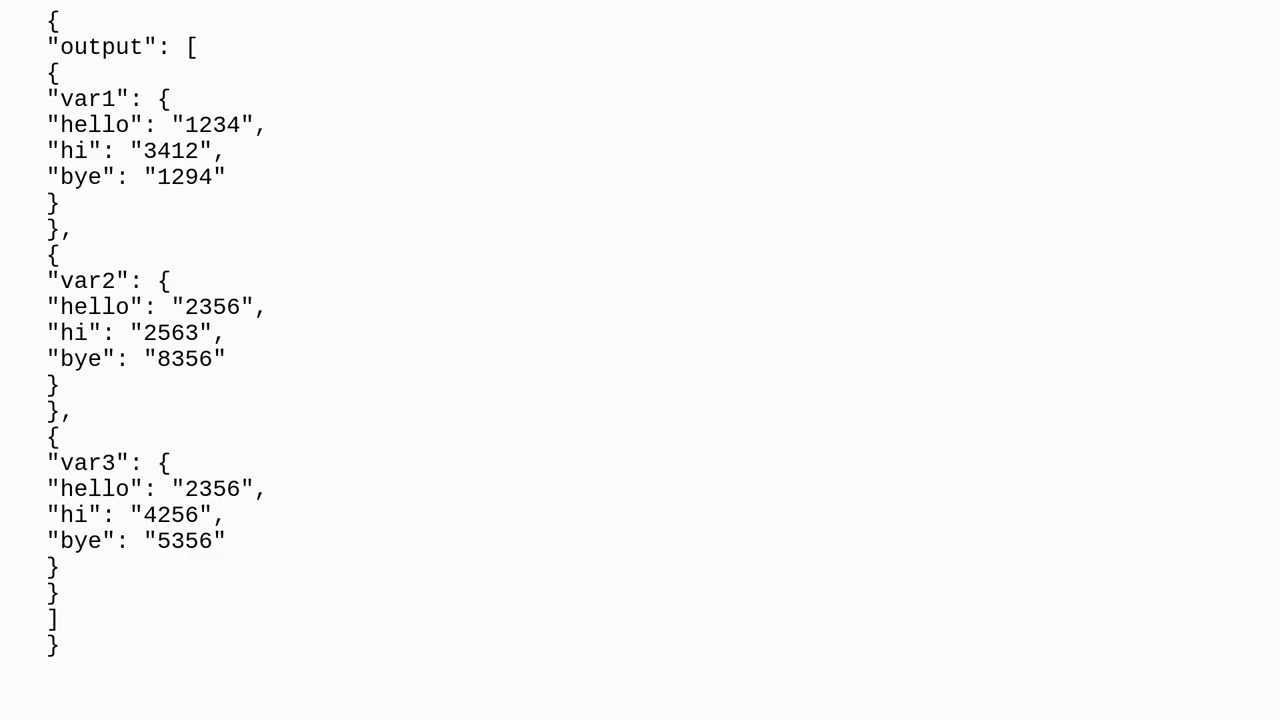 {
"output": [
{
"var1": {
"hello": "1234",
"hi": "3412",
"bye": "1294"
}
},
{
"var2": {
"hello": "2356",
"hi": "2563",
"bye": "8356"
}
},
{
"var3": {
"hello": "2356",
"hi": "4256",
"bye": "5356"
}
}
]
}